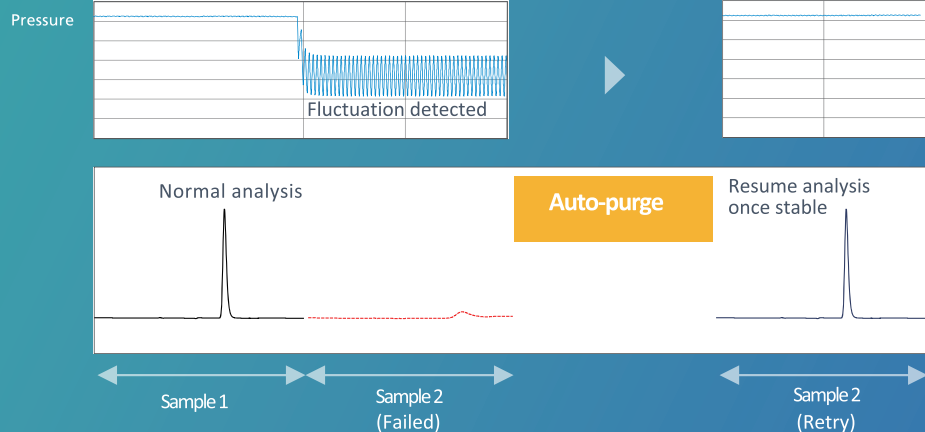 Pressure
Fluctuation detected
Normal analysis
Auto-purge
Resume analysis
once stable
Sample 1
Sample 2
(Failed)
Sample 2
(Retry)